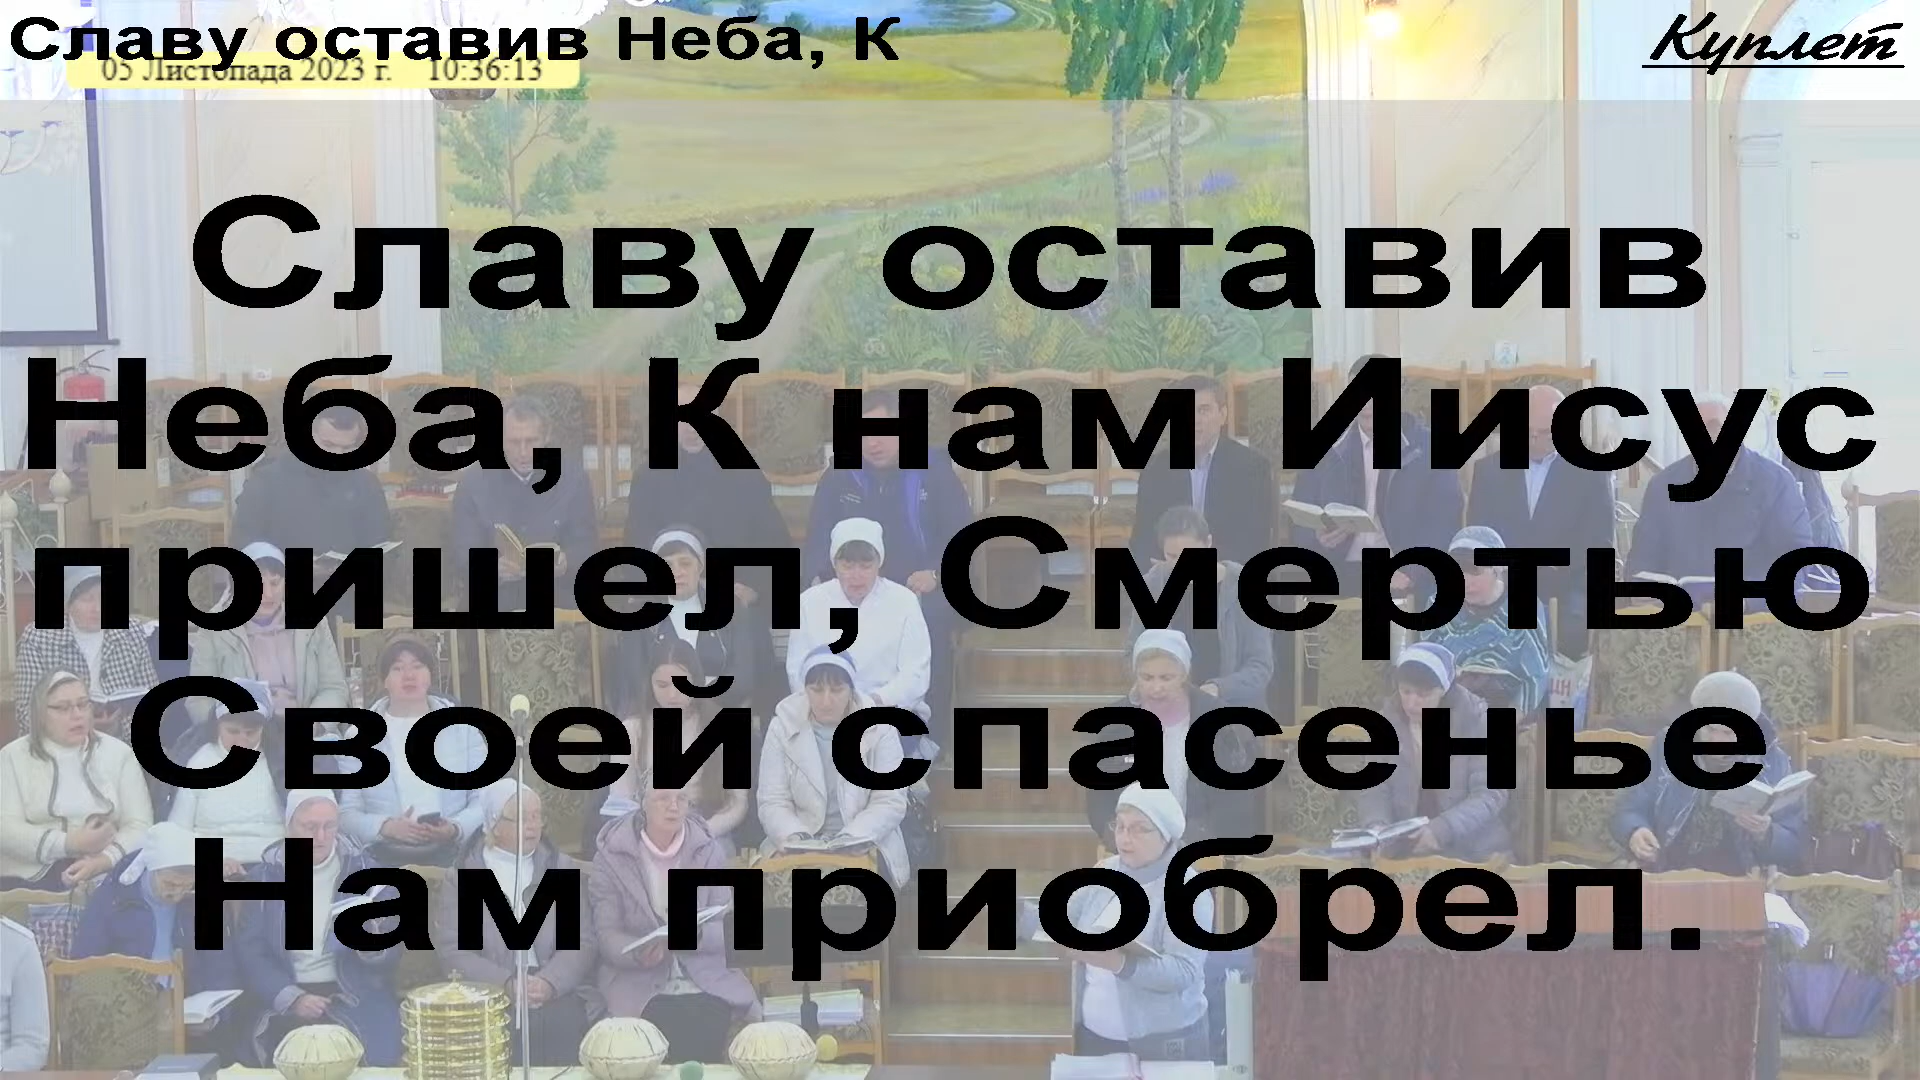 Славу оставив Неба, К
Куплет
05 Листопада 2023 г. 10:36:13
Славу оставив
Неба, К нам Иисус
пришел, Смертью
Своей спасенье
Нам приобрел.